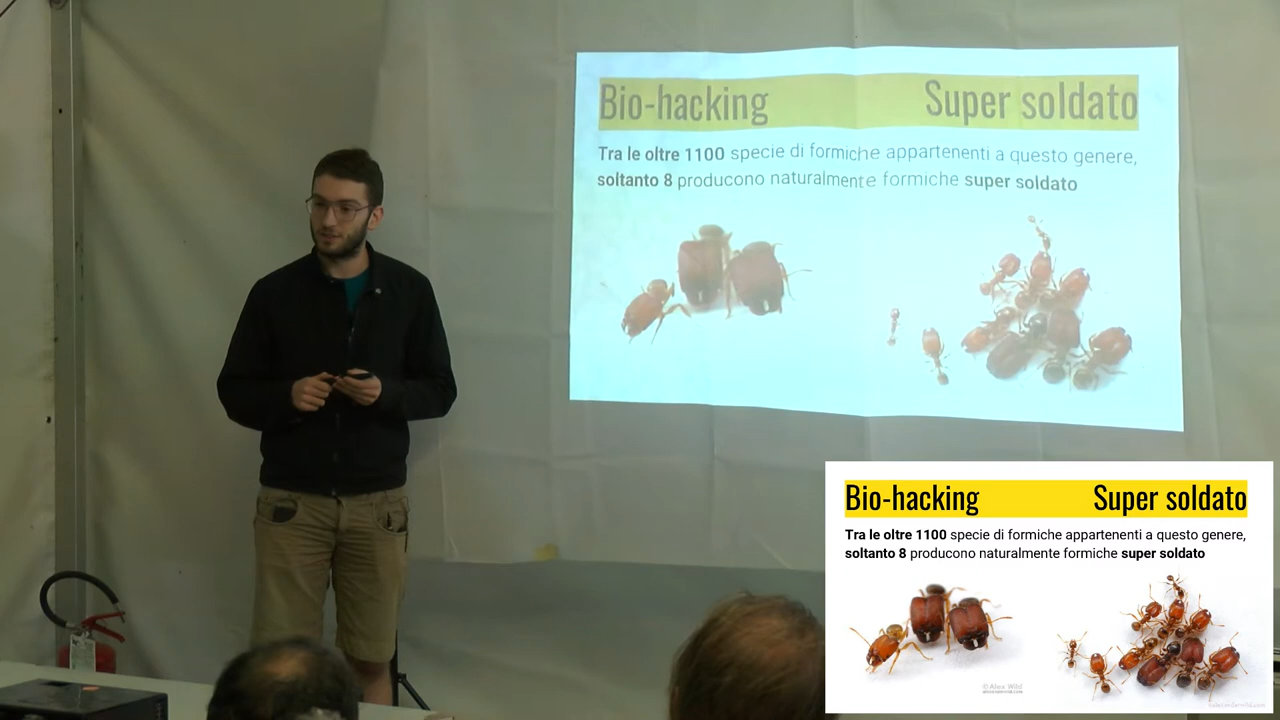 Bio-hacking Super soldato
Tra le oltre 1100 specie di formiche appartenenti a questo genere,
soltanto 8 producono naturalmente formiche super soldato
Bio-hacking Super soldato
Tra le oltre 1100 specie di formiche appartenenti a questo genere,
soltanto 8 producono naturalmente formiche super soldato
© Alex Wild